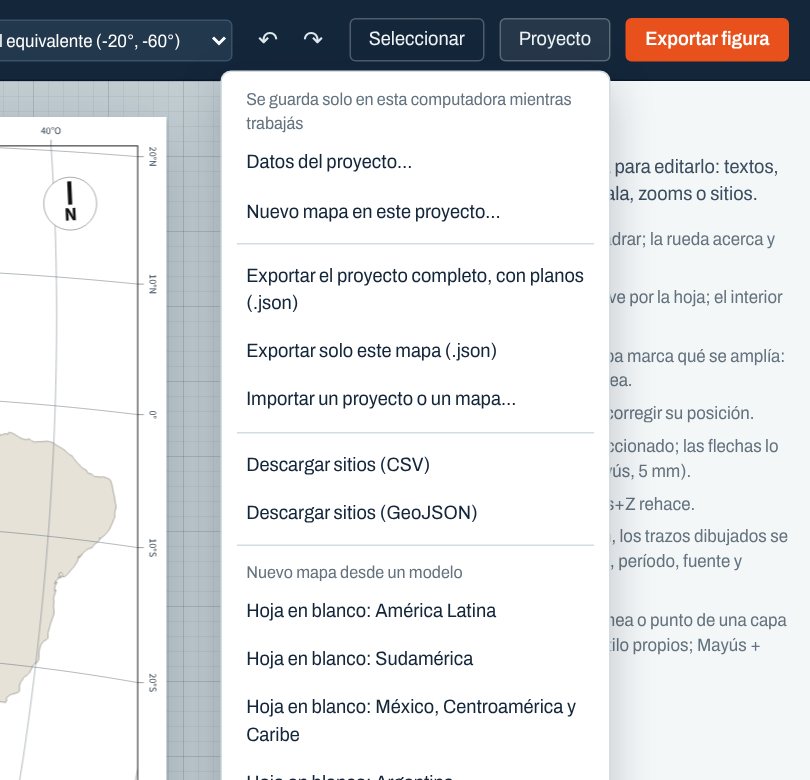 l equivalente (-20°, -60°)
Seleccionar
Proyecto
Exportar figura
Se guarda solo en esta computadora mientras
trabajás
Datos del proyecto...
Nuevo mapa en este proyecto...
Exportar el proyecto completo, con planos
(.json)
Exportar solo este mapa (.json)
Importar un proyecto o un mapa...
Descargar sitios (CSV)
Descargar sitios (GeoJSON)
Nuevo mapa desde un modelo
Hoja en blanco: América Latina
Hoja en blanco: Sudamérica
Hoja en blanco: México, Centroamérica y
Caribe
40°O
20°N
N
10°N
0°
10°S
20°S
para editarlo: textos,
ala, zooms o sitios.
drar; la rueda acerca y
ve por la hoja; el interior
pa marca qué se amplía:
ea.
corregir su posición.
ccionado; las flechas lo
yús, 5 mm).
s+Z rehace.
, los trazos dibujados se
, período, fuente y
nea o punto de una capa
tilo propios; Mayús +